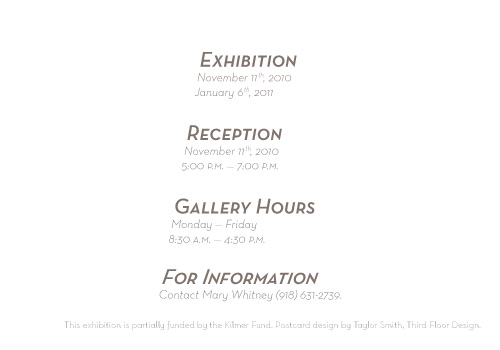 EXHIBITION
November 11th, 2010
January 6th, 2011
RECEPTION
November 11th, 2010
5:00 P.M. — 7:00 P.M.
GALLERY HOURS
Monday — Friday
8:30 A.M. — 4:30 P.M.
FOR INFORMATION
Contact Mary Whitney (918) 631-2739.
This exhibition is partially funded by the Kilmer Fund. Postcard design by Taylor Smith, Third Floor Design.